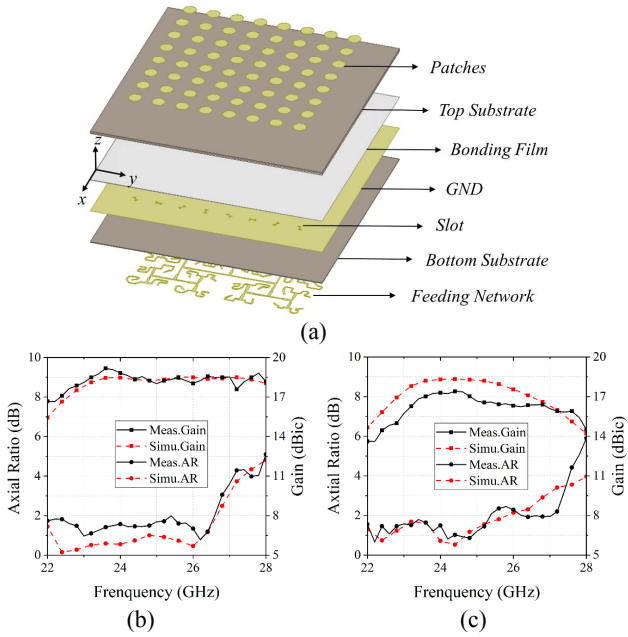 Patches
Top Substrate
Bonding Film
GND
Slot
Bottom Substrate
Feeding Network
z
y
x
(a)
10
8
6
4
2
0
Axial Ratio (dB)
Meas.Gain
Simu.Gain
Meas.AR
Simu.AR
20
17
14
11
8
5
Gain (dBic)
22 24 26 28
Frenquency (GHz)
(b)
10
8
6
4
2
0
Axial Ratio (dB)
Meas.Gain
Simu.Gain
Meas.AR
Simu.AR
20
17
14
11
8
5
Gain (dBic)
22 24 26 28
Frenquency (GHz)
(c)